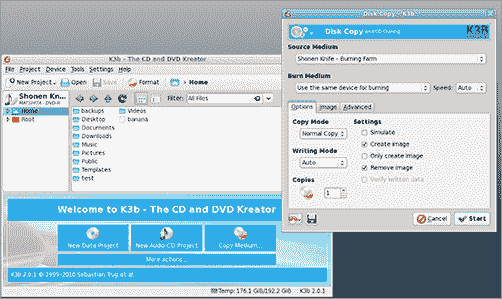 K3b - The CD and DVD Kreator
File Project Device Tools Settings Help
New Project Open Save Format Home
Shonen Kn...
MATSHITA - DVD-R
Filter: All Files
Home
Root
backups
Desktop
Documents
Downloads
Music
Pictures
Public
Templates
test
Videos
banana
Welcome to K3b - The CD and DVD Kreator
New Data Project New Audio CD Project Copy Medium...
More actions...
K3b 2.0.1 © 1999-2010 Sebastian Trüg et al.
Temp: 176.1 GiB/192.2 GiB K3b 2.0.1
Disk Copy - K3b
Disk Copy and CD Cloning K3B
Source Medium
Shonen Knife - Burning Farm
Burn Medium
Use the same device for burning Speed: Auto
Options Image Advanced
Copy Mode
Normal Copy
Writing Mode
Auto
Copies
1
Settings
Simulate
Create image
Only create image
Remove image
Verify written data
Cancel Start